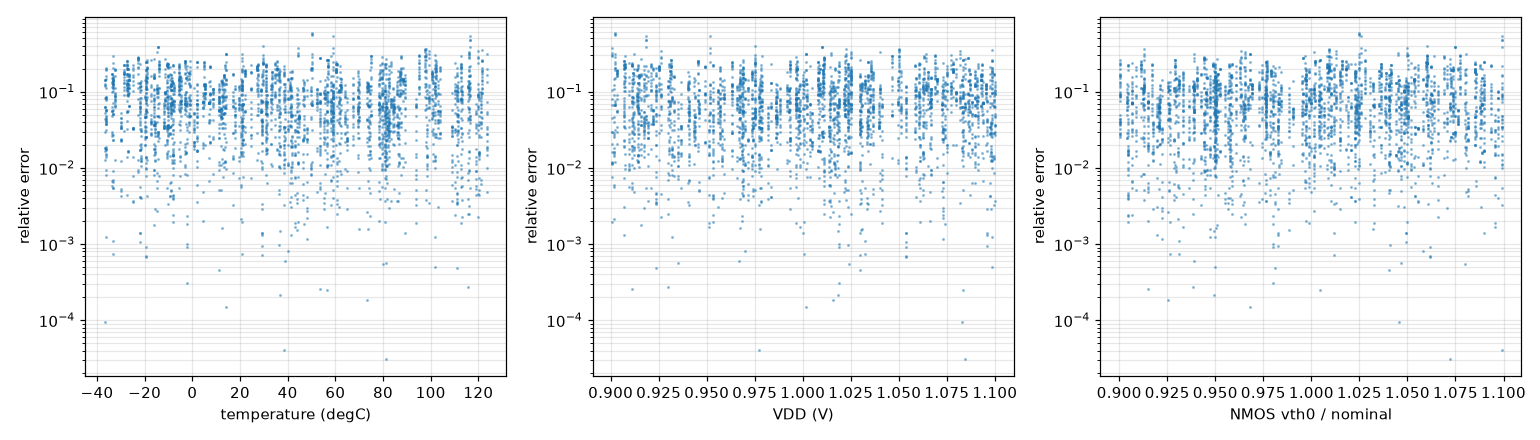 relative error
10⁻¹
10⁻²
10⁻³
10⁻⁴
−40 −20 0 20 40 60 80 100 120
temperature (degC)
relative error
10⁻¹
10⁻²
10⁻³
10⁻⁴
0.900 0.925 0.950 0.975 1.000 1.025 1.050 1.075 1.100
VDD (V)
relative error
10⁻¹
10⁻²
10⁻³
10⁻⁴
0.900 0.925 0.950 0.975 1.000 1.025 1.050 1.075 1.100
NMOS vth0 / nominal